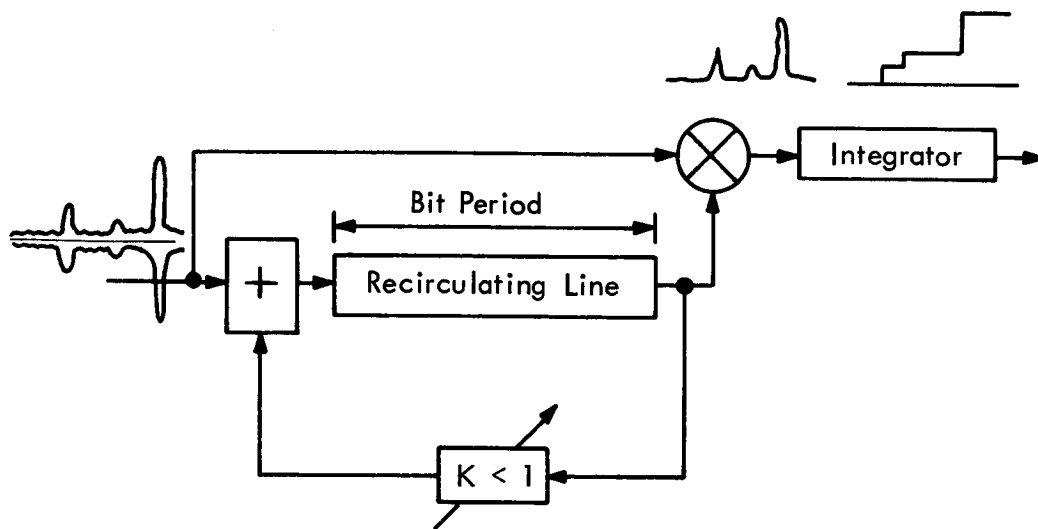 Integrator
Bit Period
+
Recirculating Line
K < 1